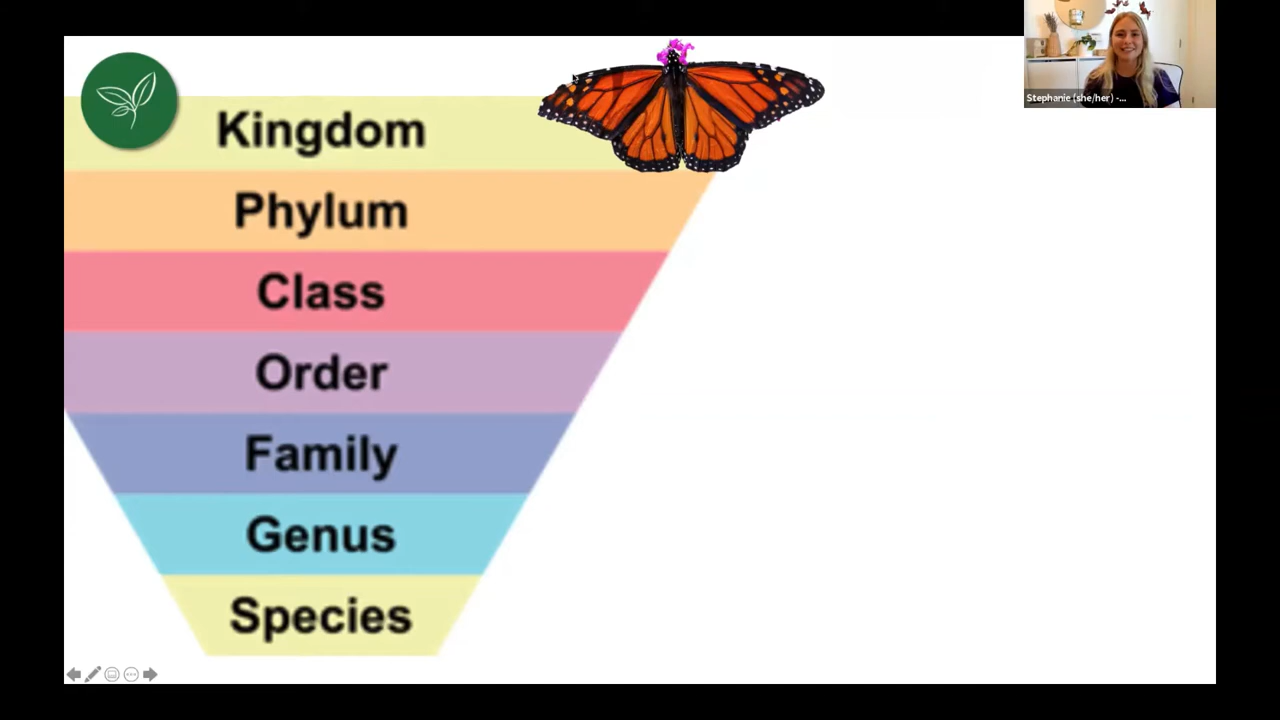 Stephanie (she/her) -...
Kingdom
Phylum
Class
Order
Family
Genus
Species